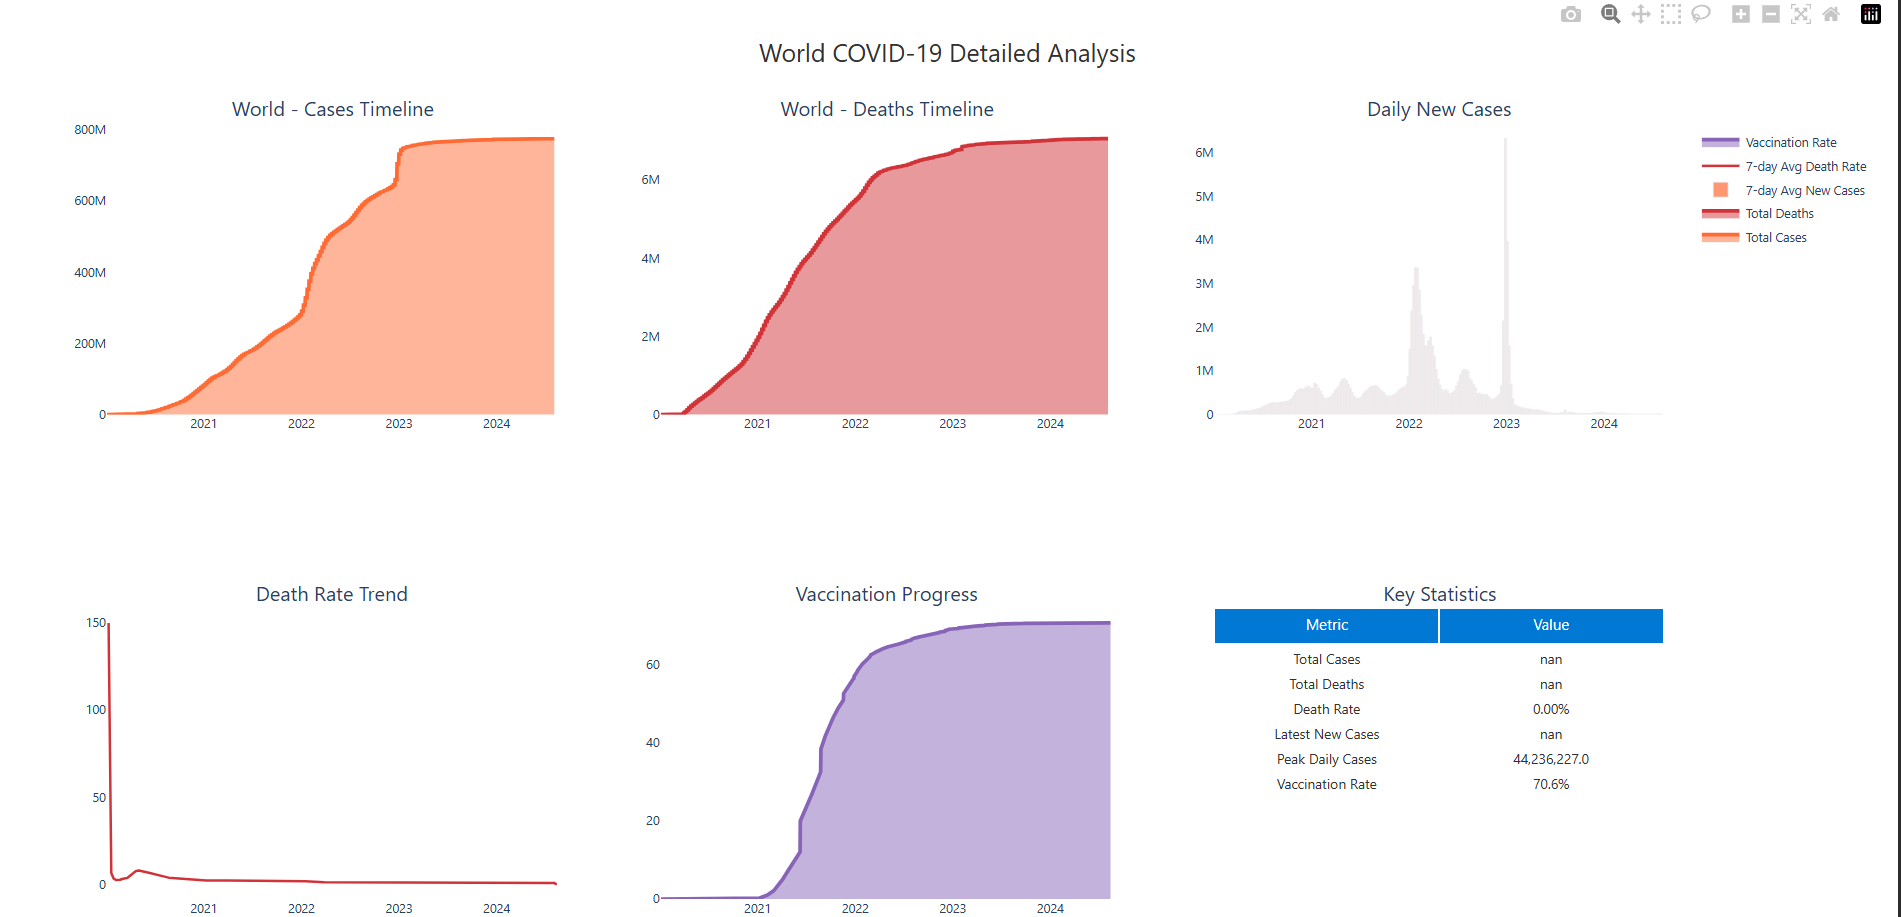 World COVID-19 Detailed Analysis
World - Cases Timeline
800M
600M
400M
200M
0
2021 2022 2023 2024
World - Deaths Timeline
6M
4M
2M
0
2021 2022 2023 2024
Daily New Cases
6M
5M
4M
3M
2M
1M
0
2021 2022 2023 2024
Vaccination Rate
7-day Avg Death Rate
7-day Avg New Cases
Total Deaths
Total Cases
Death Rate Trend
150
100
50
0
2021 2022 2023 2024
Vaccination Progress
60
40
20
0
2021 2022 2023 2024
Key Statistics
Metric Value
Total Cases nan
Total Deaths nan
Death Rate 0.00%
Latest New Cases nan
Peak Daily Cases 44,236,227.0
Vaccination Rate 70.6%